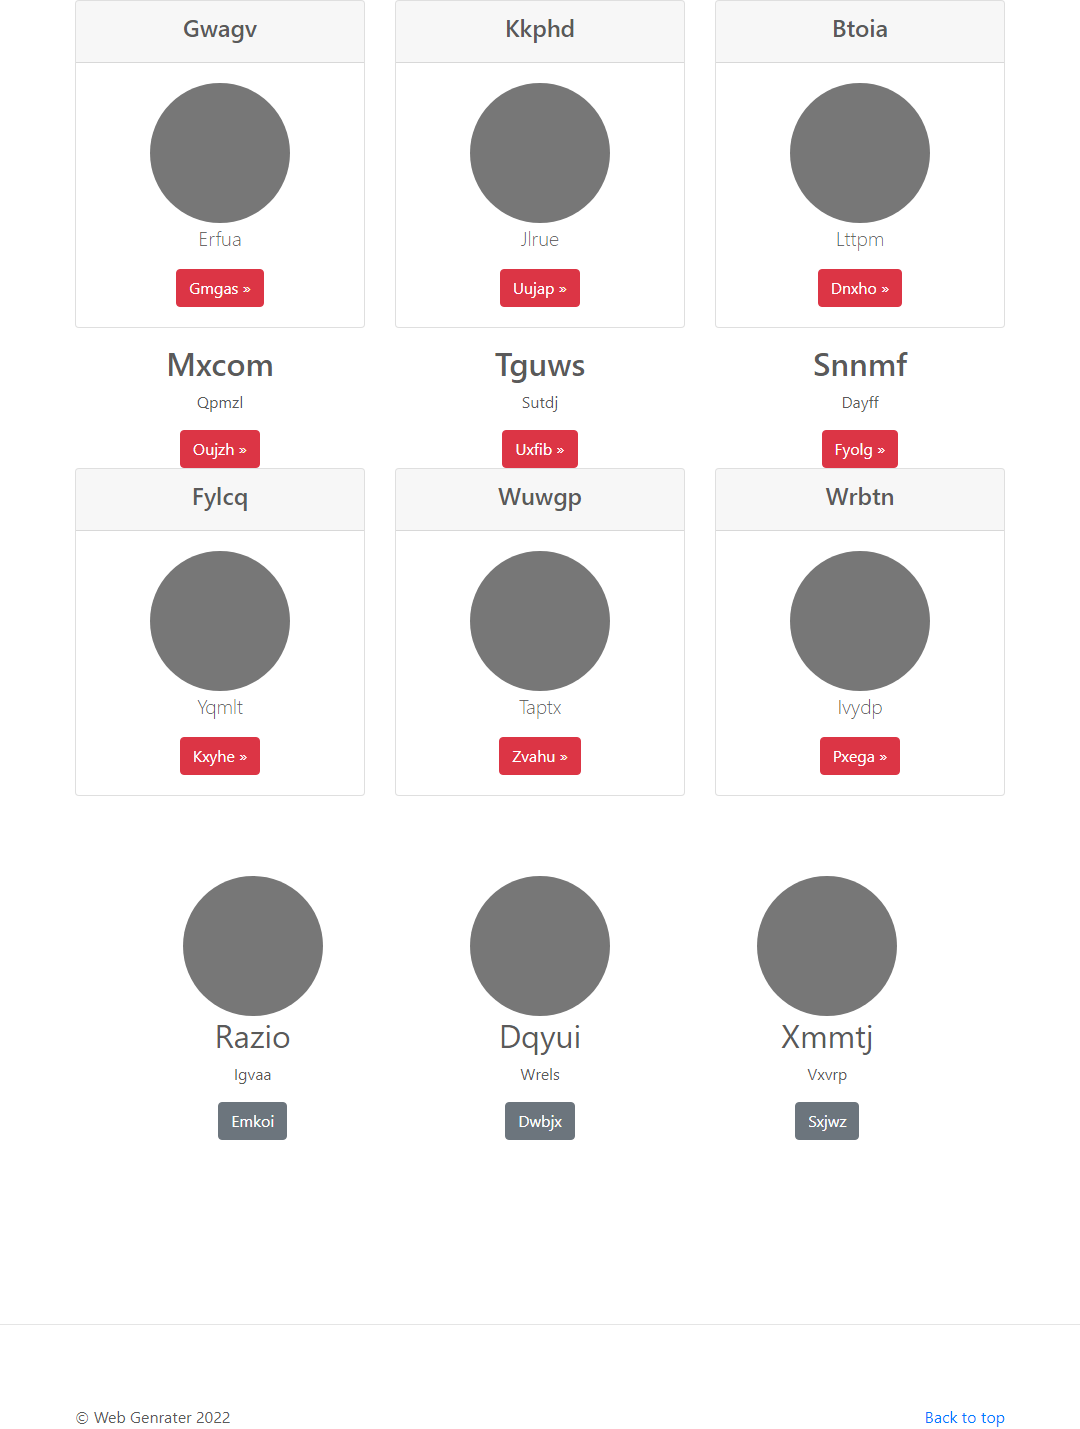 Gwagv
Kkphd
Btoia
Erfua
Jlrue
Lttpm
Gmgas »
Uujap »
Dnxho »
Mxcom
Tguws
Snnmf
Qpmzl
Sutdj
Dayff
Oujzh »
Uxfib »
Fyolg »
Fylcq
Wuwgp
Wrbtn
Yqmlt
Taptx
Ivydp
Kxyhe »
Zvahu »
Pxega »
Razio
Dqyui
Xmmtj
Igvaa
Wrels
Vxvrp
Emkoi
Dwbjx
Sxjwz
© Web Genrater 2022
Back to top